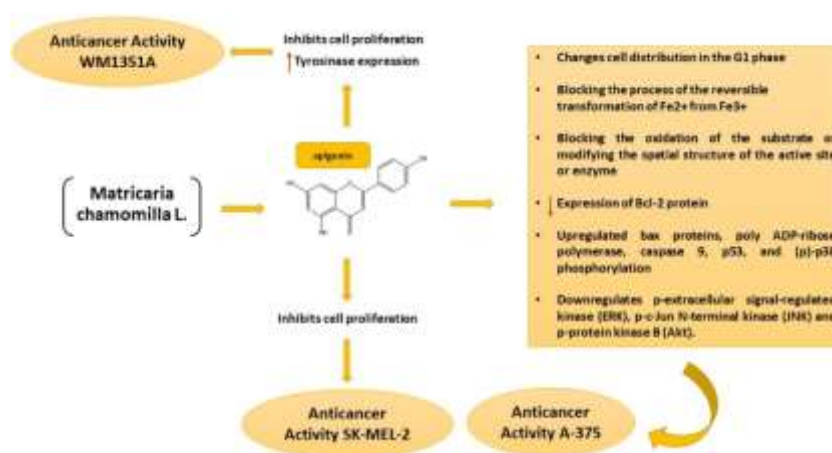 Anticancer Activity
WM1351A
Inhibits cell proliferation
Tyrosinase expression
apigenin
Matricaria
chamomilla L.
Inhibits cell proliferation
Anticancer
Activity SK-MEL-2
Anticancer
Activity A-375
• Changes cell distribution in the G1 phase
• Blocking the process of the reversible
transformation of Fe2+ from Fe3+
• Blocking the oxidation of the substrate
modifying the spatial structure of the active
or enzyme
• Expression of Bcl-2 protein
• Upregulated bax proteins, poly ADP-ribose
polymerase, caspase 9, p53, and (p)-p38
phosphorylation
• Downregulates p-extracellular signal-regulated
kinase (ERK), p-c-Jun N-terminal kinase (JNK) and
p-protein kinase B (Akt).